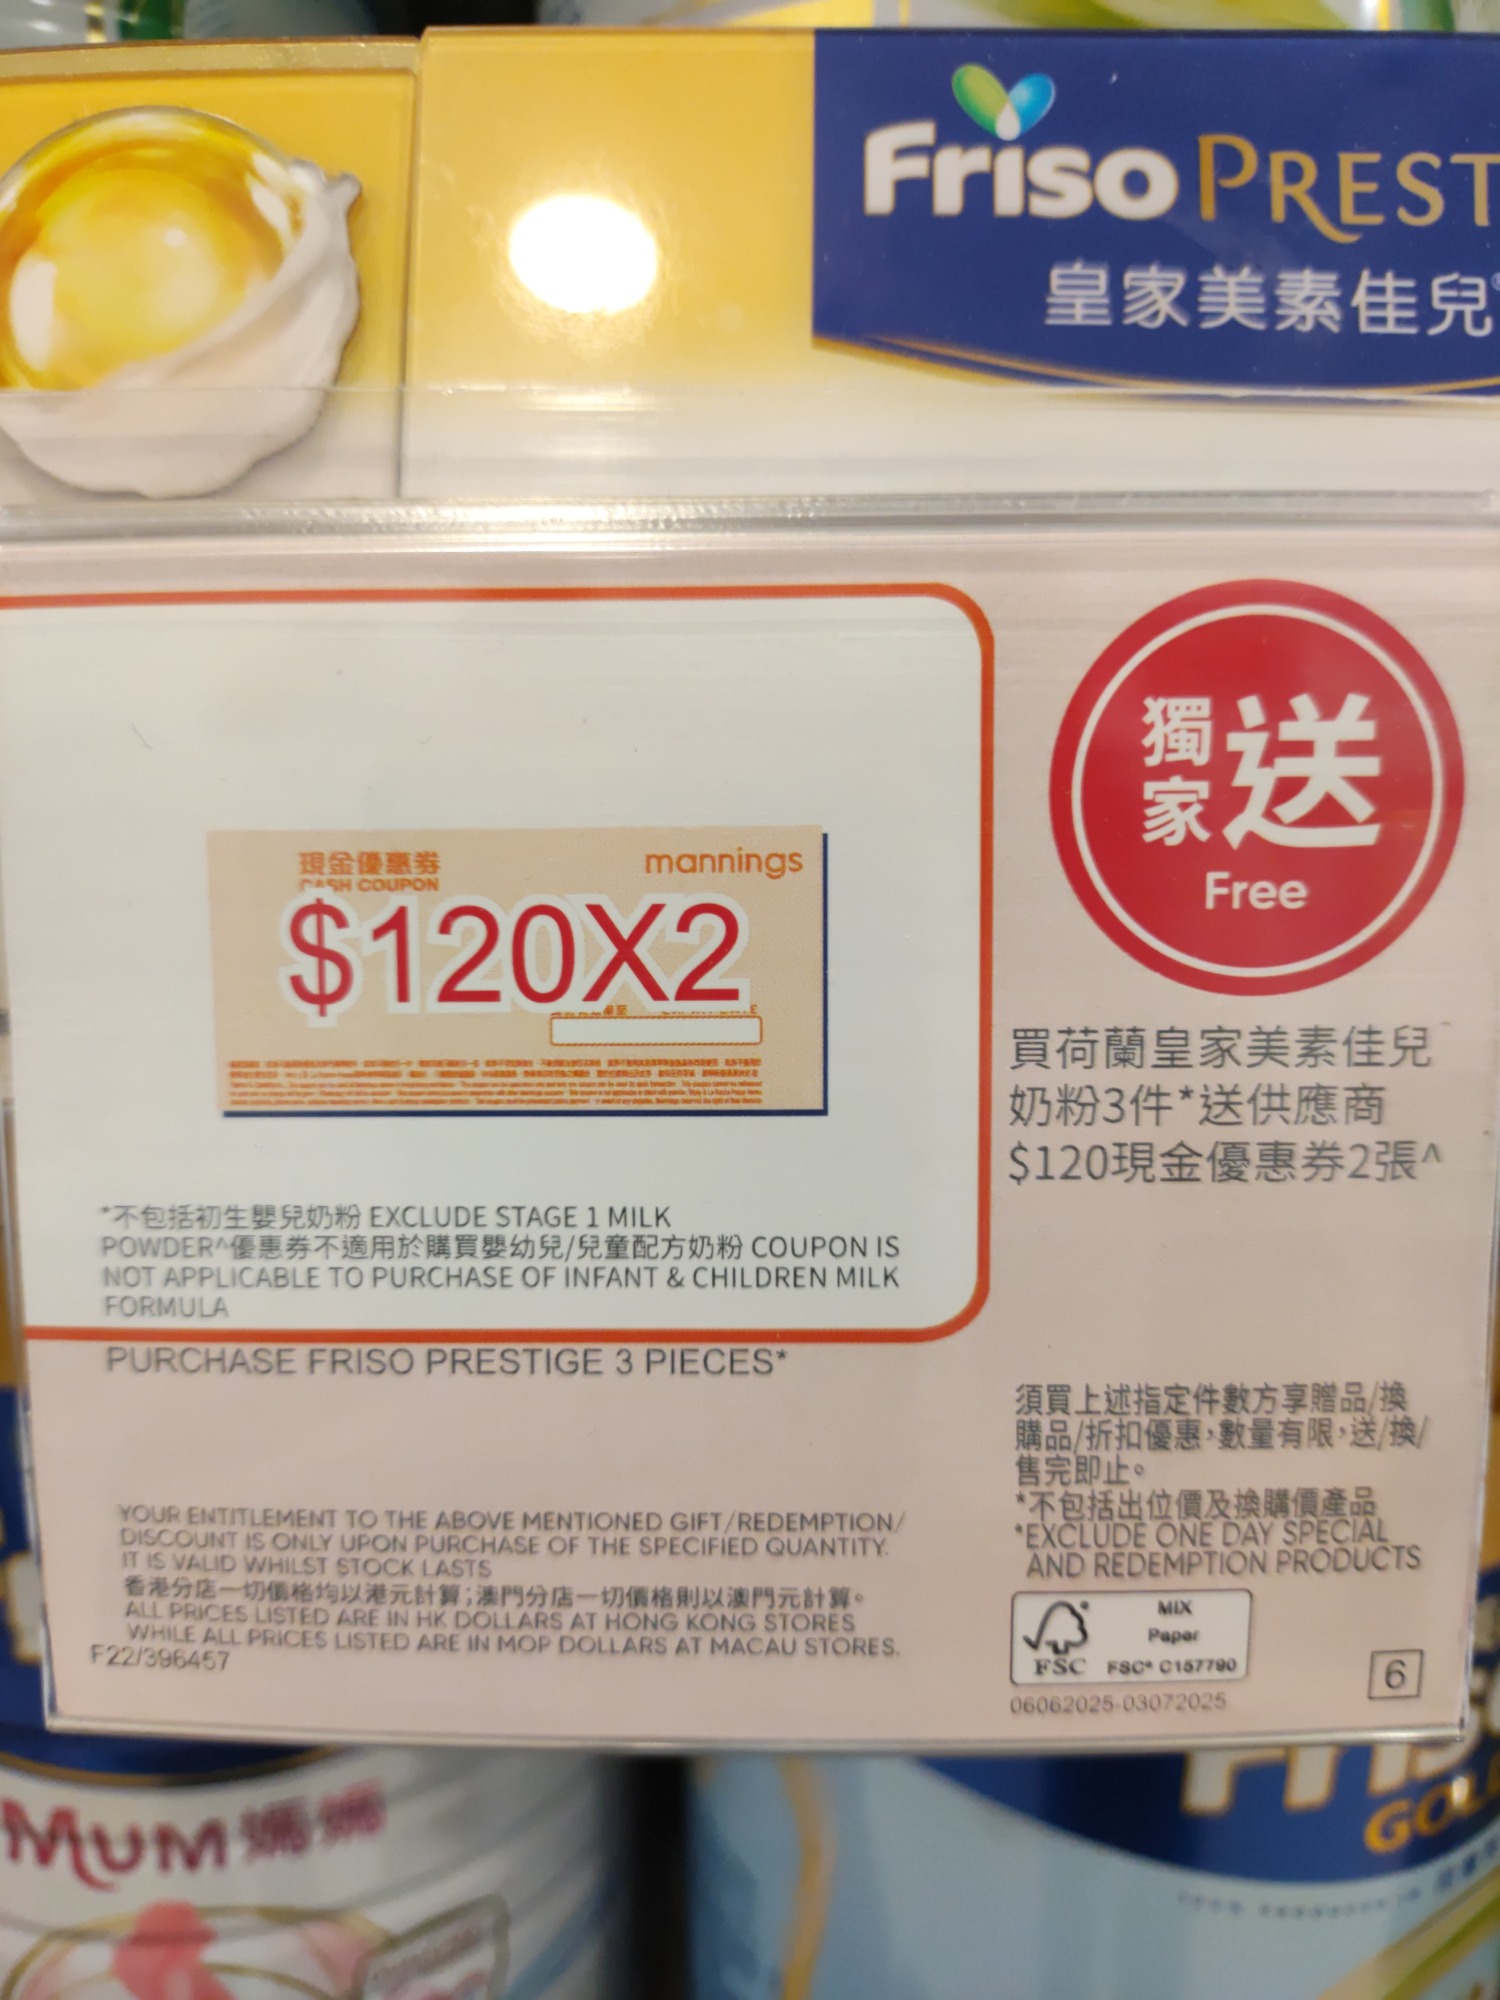 Friso PREST
皇家美素佳兒
獨家送
Free
現金優惠券
CASH COUPON
mannings
$120X2
買荷蘭皇家美素佳兒
奶粉3件*送供應商
$120現金優惠券2張^
*不包括初生嬰兒奶粉 EXCLUDE STAGE 1 MILK
POWDER^優惠券不適用於購買嬰幼兒/兒童配方奶粉 COUPON IS
NOT APPLICABLE TO PURCHASE OF INFANT & CHILDREN MILK
FORMULA
PURCHASE FRISO PRESTIGE 3 PIECES*
須買上述指定件數方享贈品/換
購品/折扣優惠，數量有限，送/換/
售完即止。
*不包括出位價及換購價產品
*EXCLUDE ONE DAY SPECIAL
AND REDEMPTION PRODUCTS
YOUR ENTITLEMENT TO THE ABOVE MENTIONED GIFT/REDEMPTION/
DISCOUNT IS ONLY UPON PURCHASE OF THE SPECIFIED QUANTITY.
IT IS VALID WHILST STOCK LASTS
香港分店一切價格均以港元計算；澳門分店一切價格則以澳門元計算。
ALL PRICES LISTED ARE IN HK DOLLARS AT HONG KONG STORES
WHILE ALL PRICES LISTED ARE IN MOP DOLLARS AT MACAU STORES.
F22/396457
MIX
Paper
FSC FSC® C157790
06062025-03072025
6
MUM 媽媽
GOL